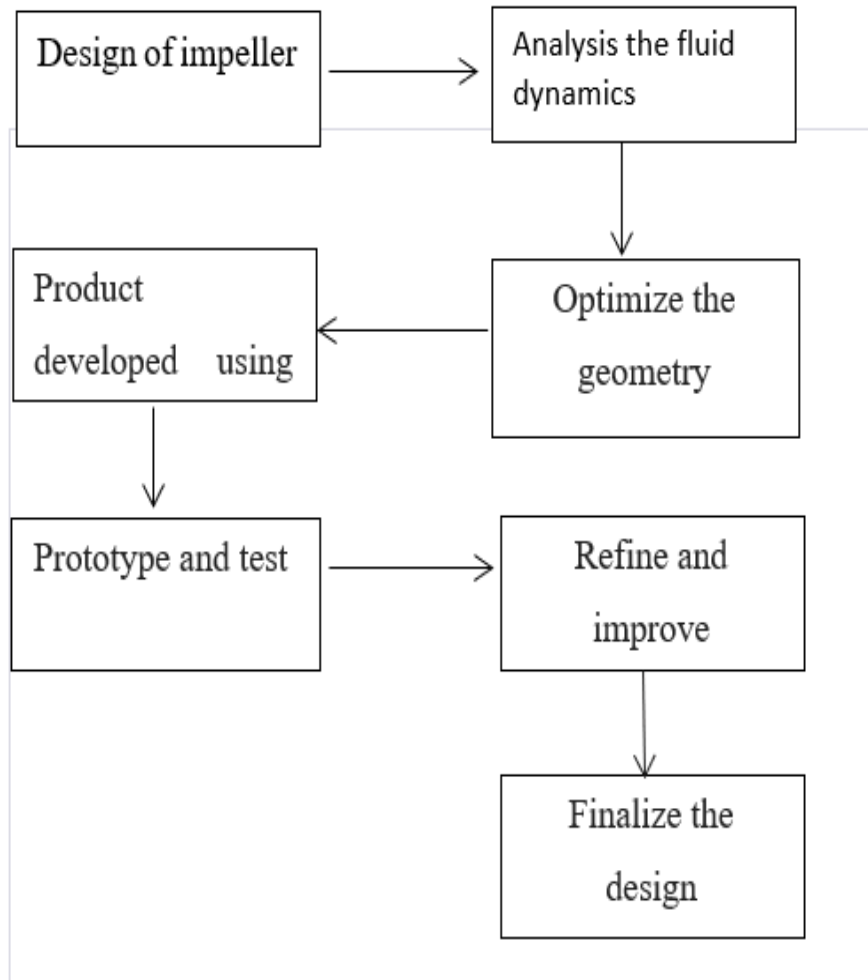 Design of impeller
Analysis the fluid
dynamics
Optimize the
geometry
Product
developed using
Prototype and test
Refine and
improve
Finalize the
design